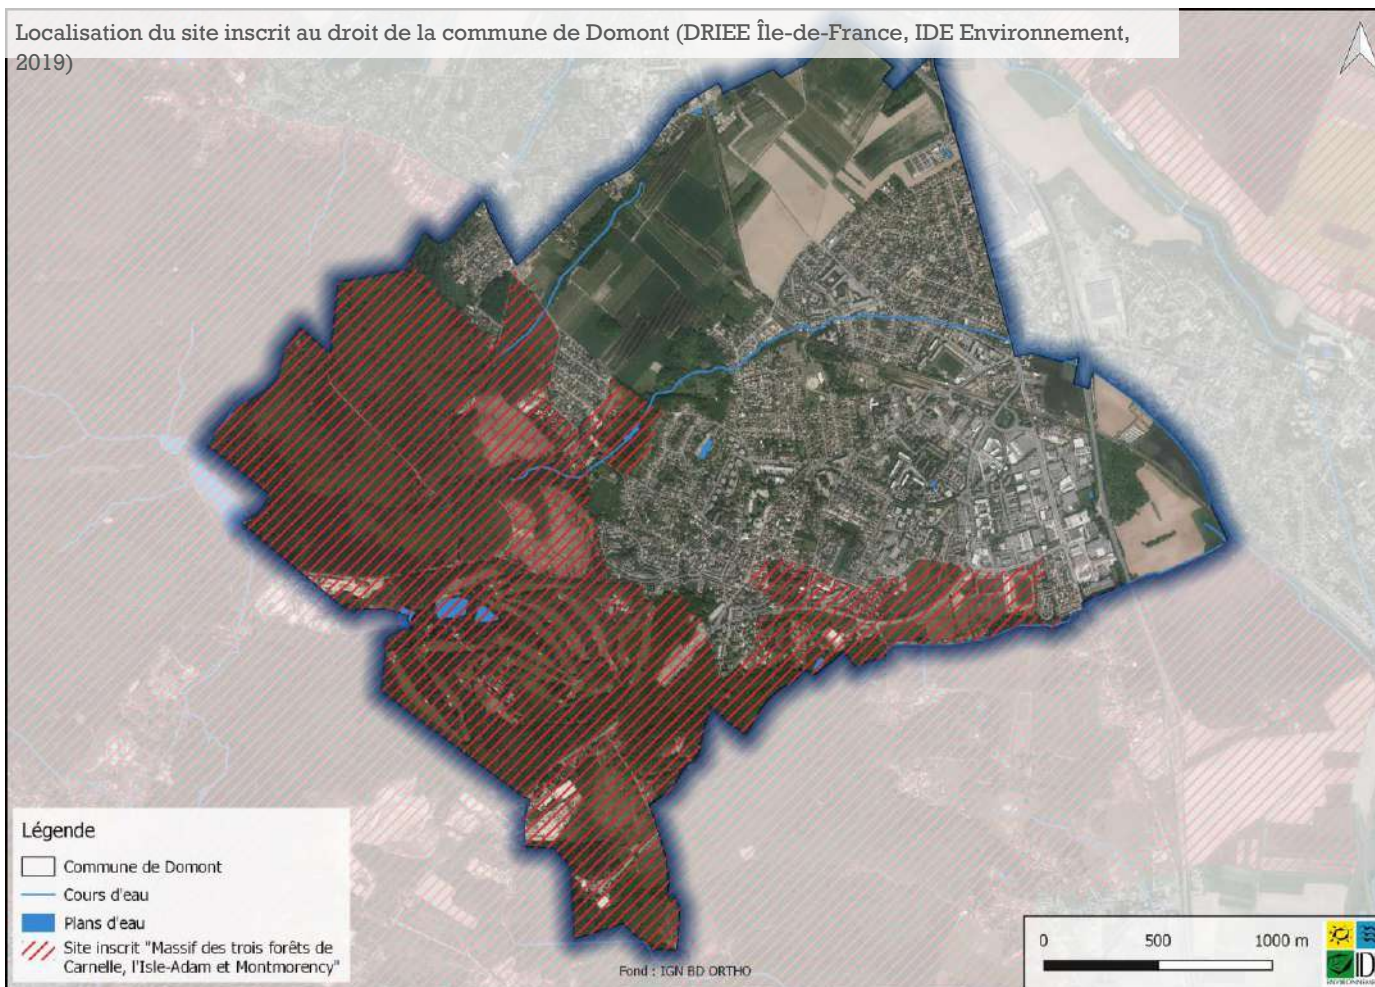 Localisation du site inscrit au droit de la commune de Domont (DRIEE Île-de-France, IDE Environnement,
2019)
Légende
Commune de Domont
Cours d'eau
Plans d'eau
Site inscrit "Massif des trois forêts de
Carnelle, l'Isle-Adam et Montmorency"
Fond : IGN BD ORTHO
0 500 1000 m
ID
ENVIRONNEME